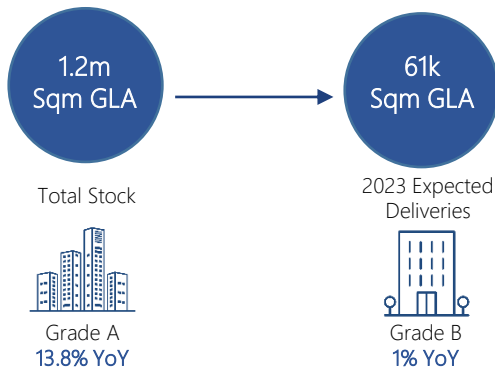 1.2m
Sqm GLA
61k
Sqm GLA
Total Stock
2023 Expected
Deliveries
Grade A
13.8% YoY
Grade B
1% YoY